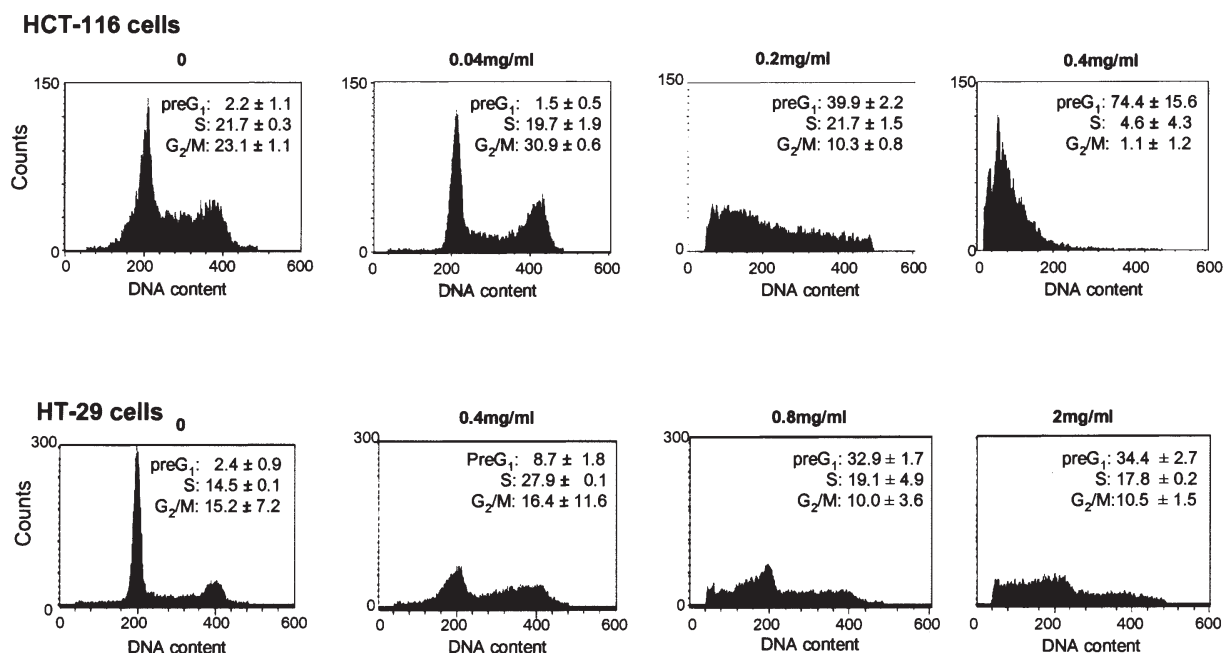 HCT-116 cells
0
150
preG1: 2.2 ± 1.1
S: 21.7 ± 0.3
G2/M: 23.1 ± 1.1
Counts
0
0 200 400 600
DNA content
0.04mg/ml
150
preG1: 1.5 ± 0.5
S: 19.7 ± 1.9
G2/M: 30.9 ± 0.6
0
0 200 400 600
DNA content
0.2mg/ml
150
preG1: 39.9 ± 2.2
S: 21.7 ± 1.5
G2/M: 10.3 ± 0.8
0
0 200 400 600
DNA content
0.4mg/ml
150
preG1: 74.4 ± 15.6
S: 4.6 ± 4.3
G2/M: 1.1 ± 1.2
0
0 200 400 600
DNA content
HT-29 cells
0
300
preG1: 2.4 ± 0.9
S: 14.5 ± 0.1
G2/M: 15.2 ± 7.2
Counts
0
0 200 400 600
DNA content
0.4mg/ml
300
PreG1: 8.7 ± 1.8
S: 27.9 ± 0.1
G2/M: 16.4 ± 11.6
0
0 200 400 600
DNA content
0.8mg/ml
300
preG1: 32.9 ± 1.7
S: 19.1 ± 4.9
G2/M: 10.0 ± 3.6
0
0 200 400 600
DNA content
2mg/ml
300
preG1: 34.4 ± 2.7
S: 17.8 ± 0.2
G2/M:10.5 ± 1.5
0
0 200 400 600
DNA content